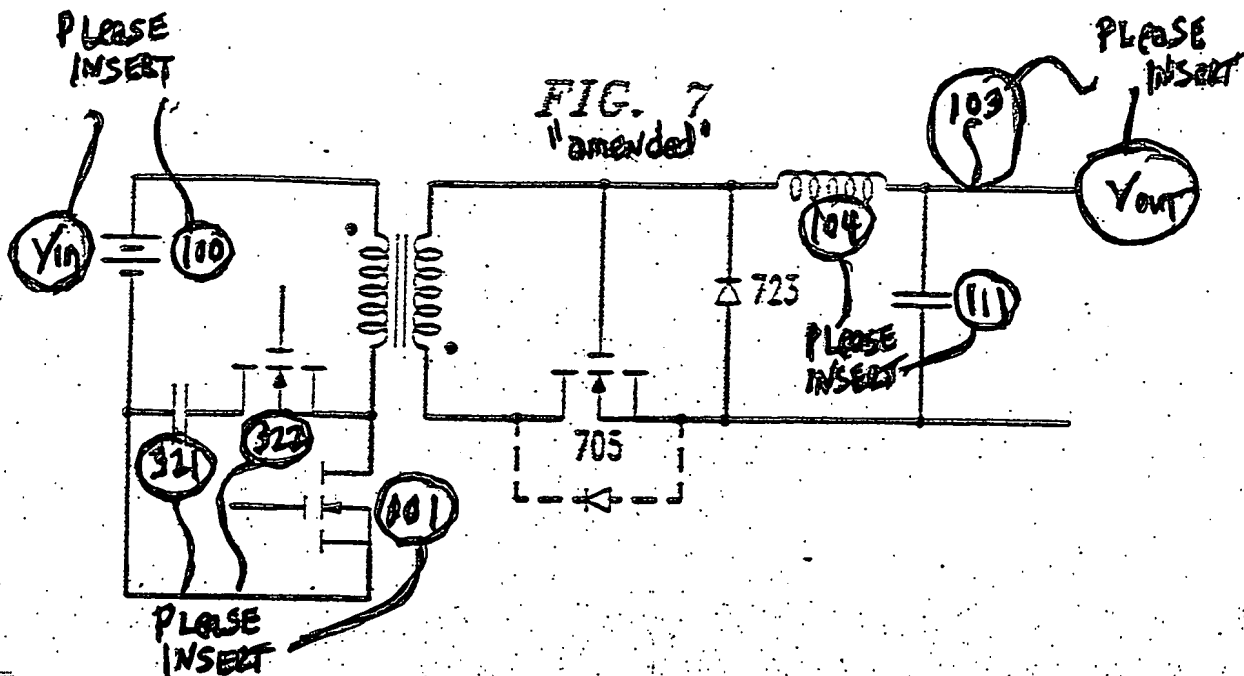 PLEASE
INSERT
PLEASE
INSERT
FIG. 7
"amended"
103
Vin
100
104
Vout
723
111
PLEASE
INSERT
321
322
705
101
PLEASE
INSERT